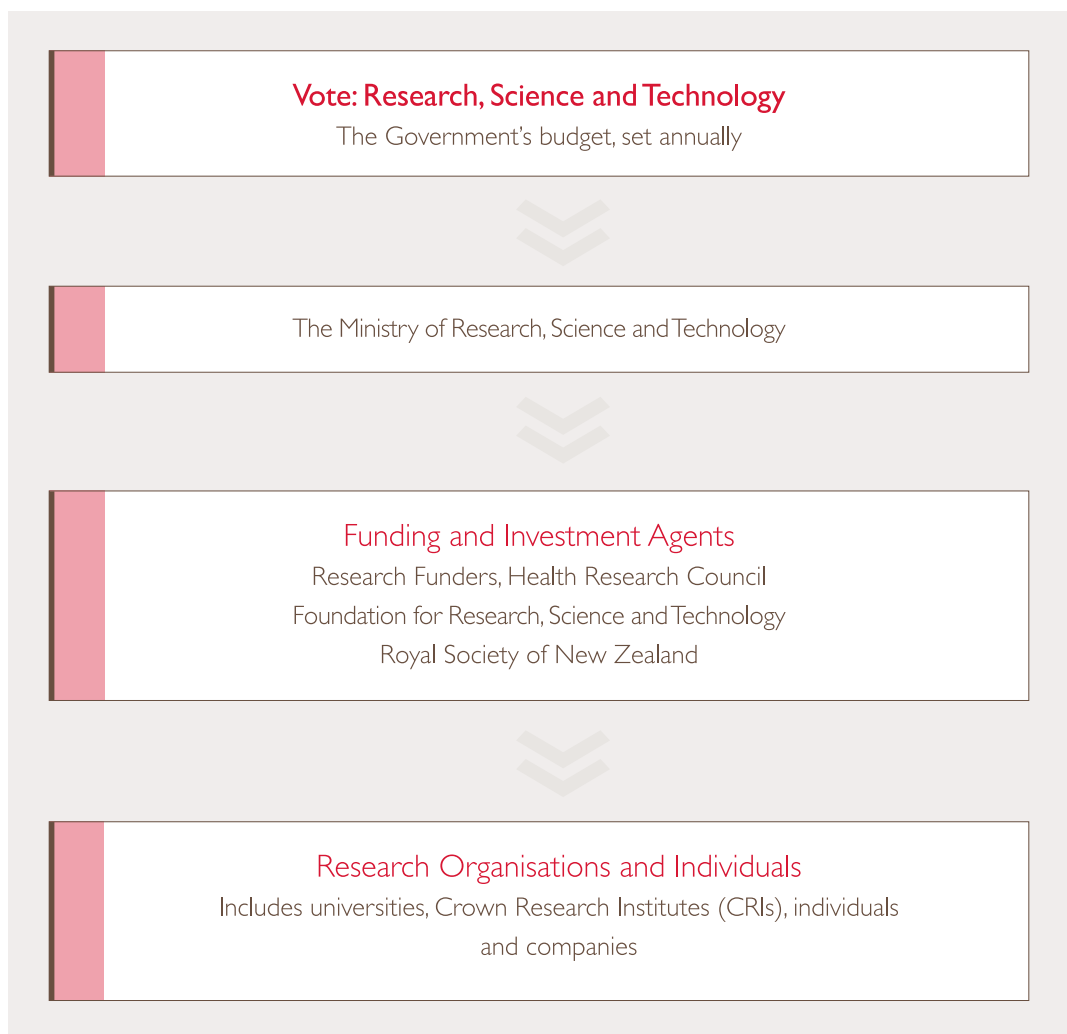 Vote: Research, Science and Technology
The Government's budget, set annually
The Ministry of Research, Science and Technology
Funding and Investment Agents
Research Funders, Health Research Council
Foundation for Research, Science and Technology
Royal Society of New Zealand
Research Organisations and Individuals
Includes universities, Crown Research Institutes (CRIs), individuals
and companies